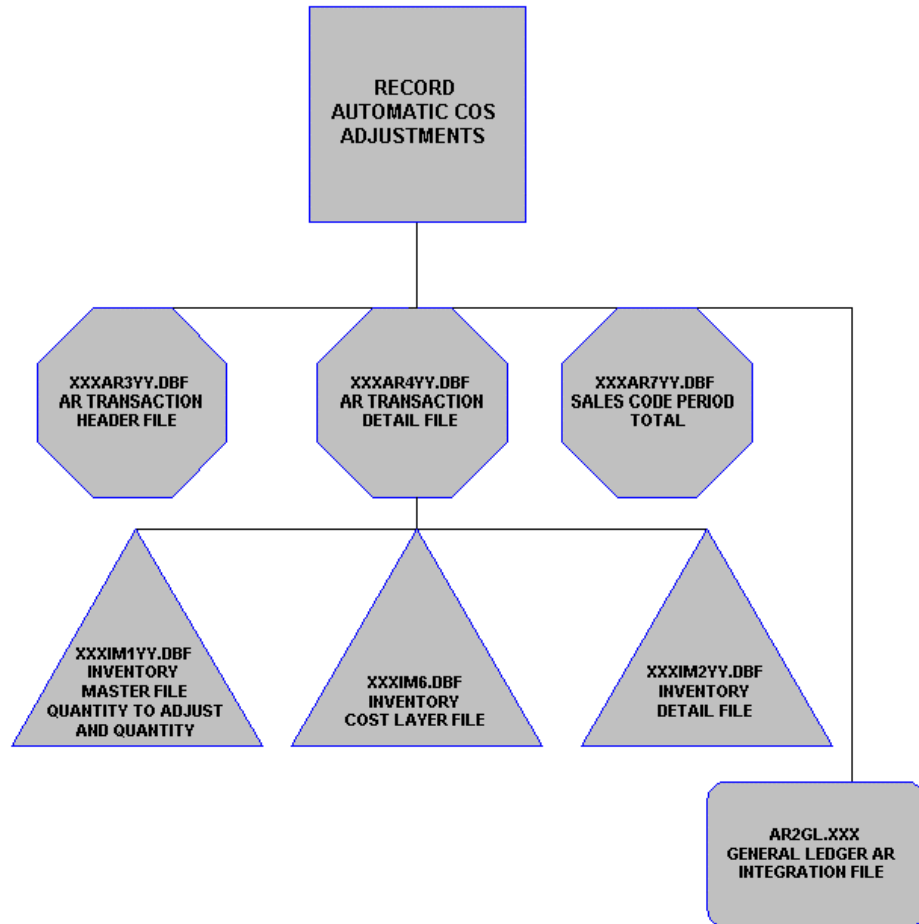 RECORD
AUTOMATIC COS
ADJUSTMENTS
XXXAR3YY.DBF
AR TRANSACTION
HEADER FILE
XXXAR4YY.DBF
AR TRANSACTION
DETAIL FILE
XXXAR7YY.DBF
SALES CODE PERIOD
TOTAL
XXXIM1YY.DBF
INVENTORY
MASTER FILE
QUANTITY TO ADJUST
AND QUANTITY
XXXIM6.DBF
INVENTORY
COST LAYER FILE
XXXIM2YY.DBF
INVENTORY
DETAIL FILE
AR2GL.XXX
GENERAL LEDGER AR
INTEGRATION FILE